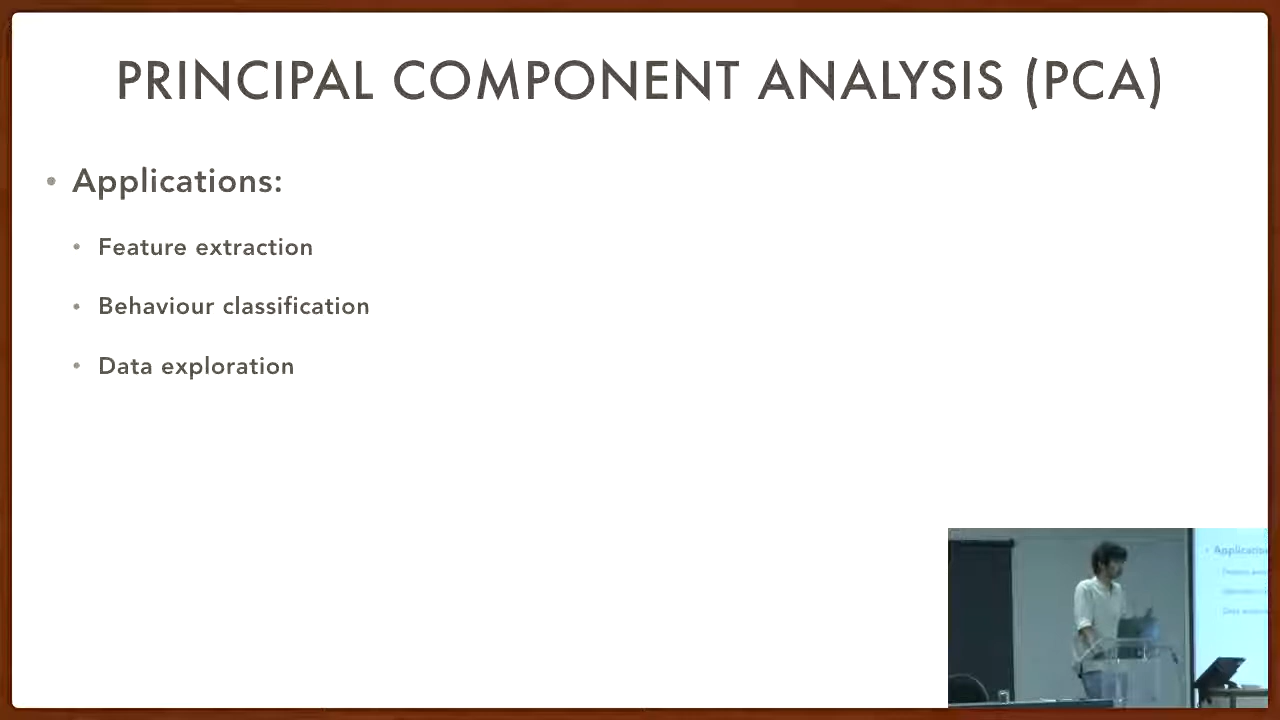 PRINCIPAL COMPONENT ANALYSIS (PCA)
• Applications:
• Feature extraction
• Behaviour classification
• Data exploration